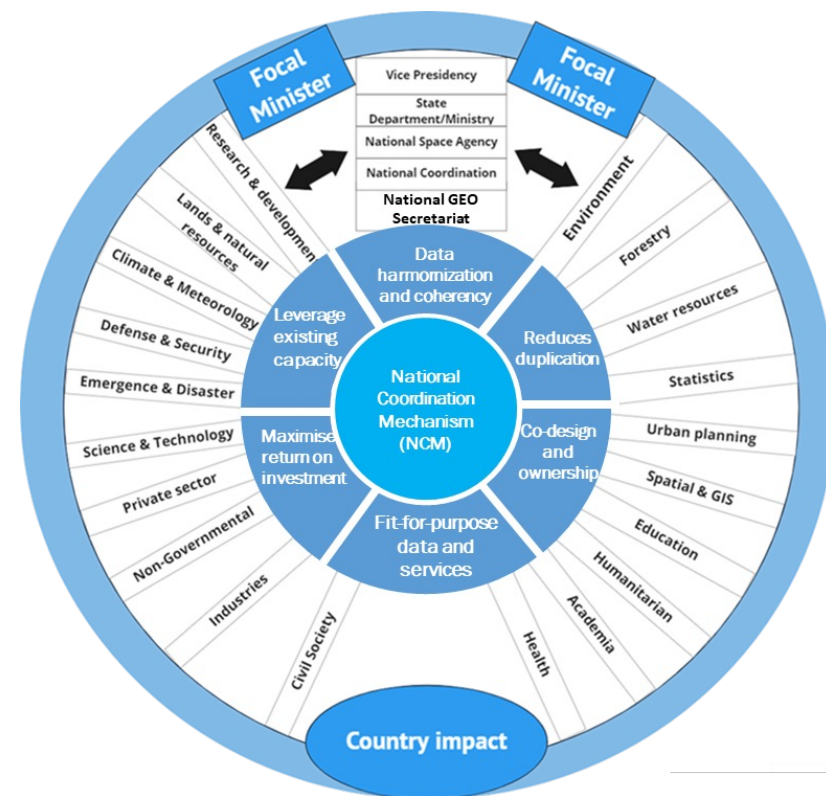 Focal
Minister
Vice Presidency
State
Department/Ministry
National Space Agency
National Coordination
National GEO
Secretariat
Focal
Minister
Research & developmen
Lands & natural
resources
Climate & Meteorology
Defense & Security
Emergence & Disaster
Science & Technology
Private sector
Non-Governmental
Industries
Civil Society
Environment
Forestry
Water resources
Statistics
Urban planning
Spatial & GIS
Education
Humanitarian
Academia
Health
Data
harmomization
and coherency
Reduces
duplication
Co-design
and
ownership
Fit-for-purpose
data and
services
Maximise
return on
investment
Leverage
existing
capacity
National
Coordination
Mechanism
(NCM)
Country impact